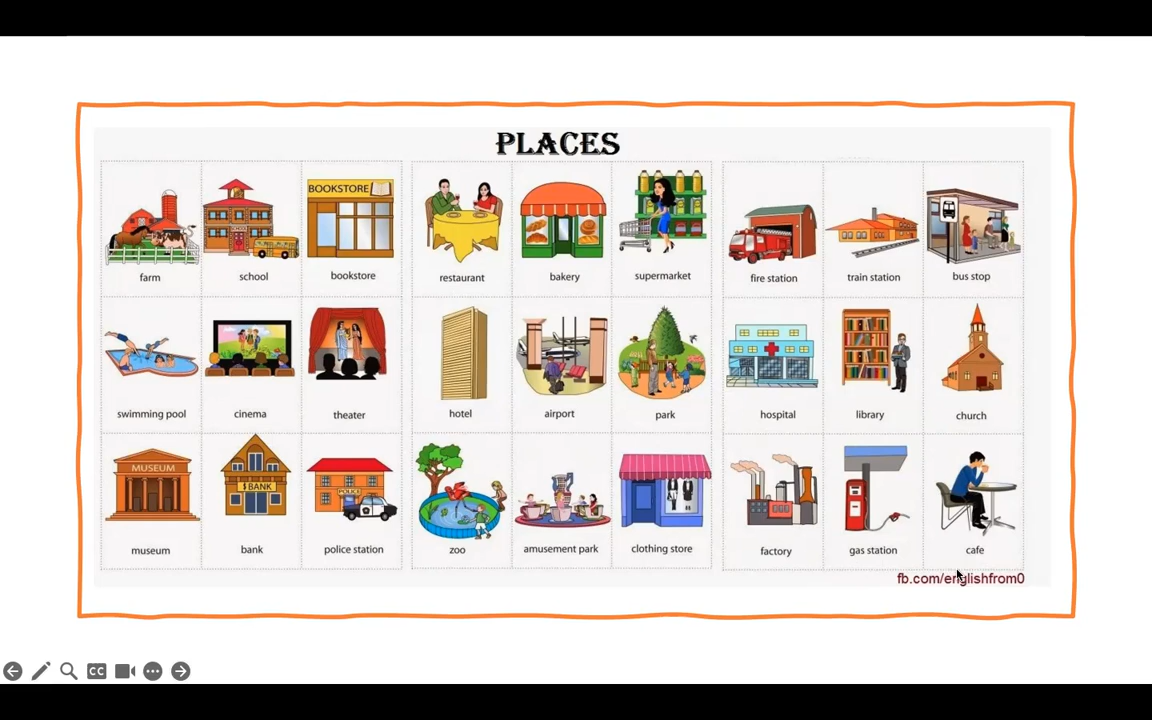 PLACES
BOOKSTORE
farm school bookstore restaurant bakery supermarket fire station train station bus stop
swimming pool cinema theater hotel airport park hospital library church
MUSEUM
$ BANK
POLICE
museum bank police station zoo amusement park clothing store factory gas station cafe
fb.com/englishfrom0
CC